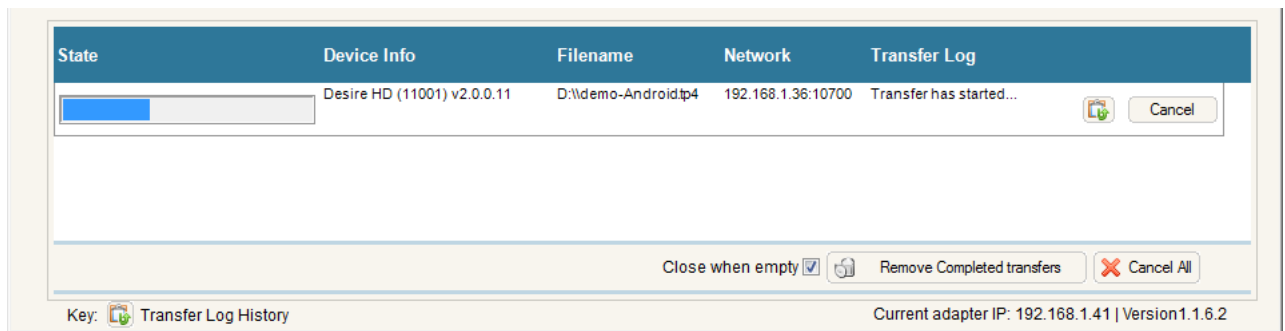 State Device Info Filename Network Transfer Log
Desire HD (11001) v2.0.0.11 D:\\demo-Android.tp4 192.168.1.36:10700 Transfer has started... Cancel
Close when empty Remove Completed transfers Cancel All
Key: Transfer Log History Current adapter IP: 192.168.1.41 | Version1.1.6.2